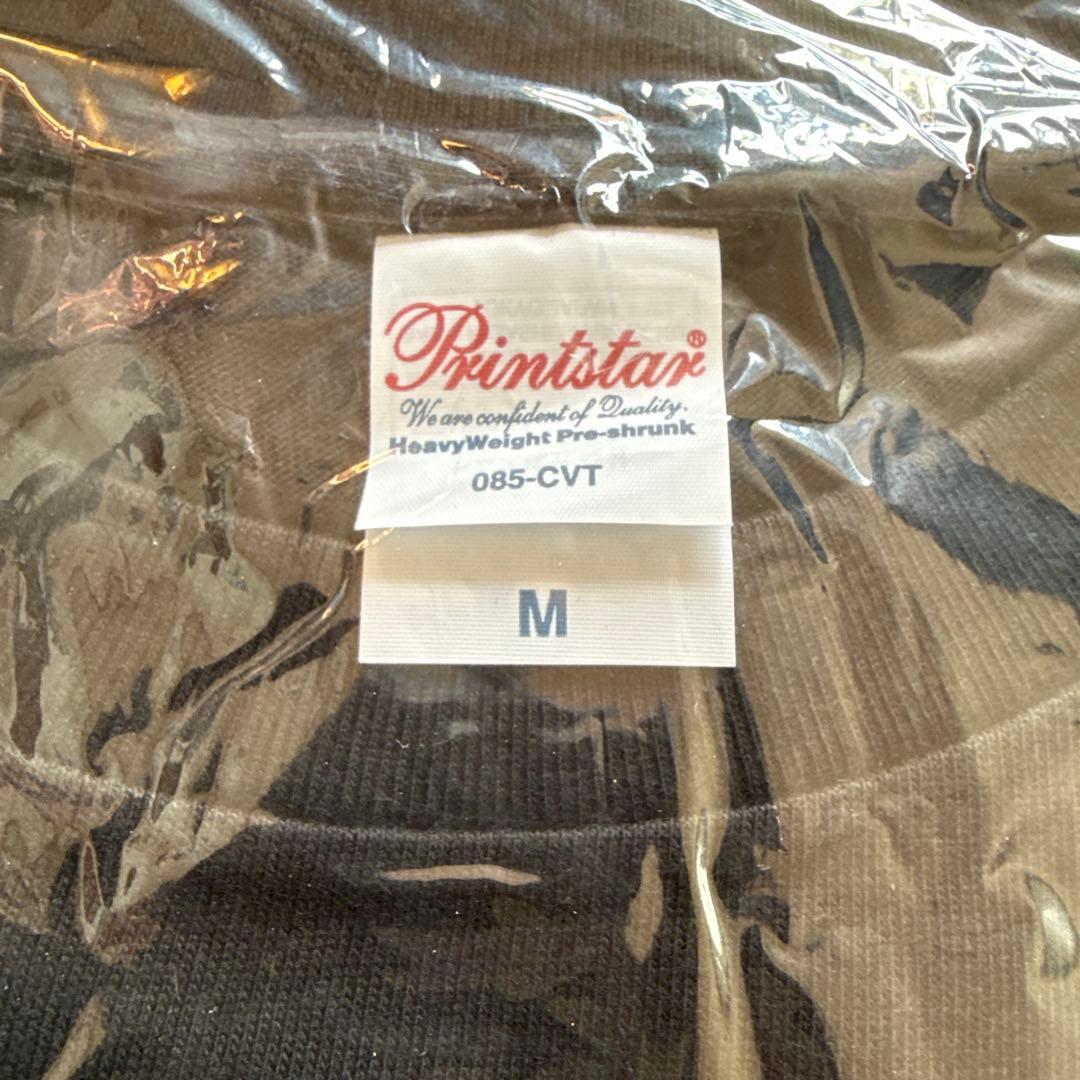 Printstar®
We are confident of Quality.
HeavyWeight Pre-shrunk
085-CVT
M